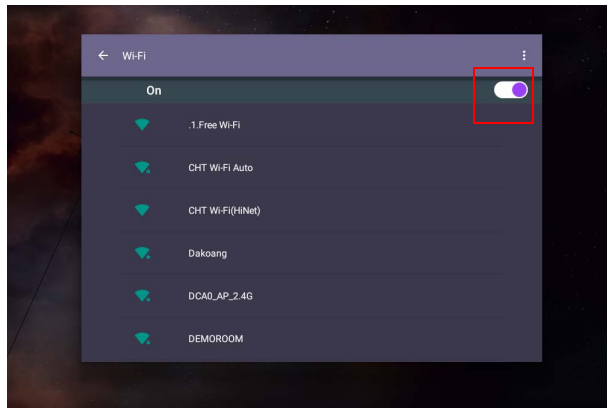 Wi-Fi
On
.1.Free Wi-Fi
CHT Wi-Fi Auto
CHT Wi-Fi(HiNet)
Dakoang
DCA0_AP_2.4G
DEMOROOM